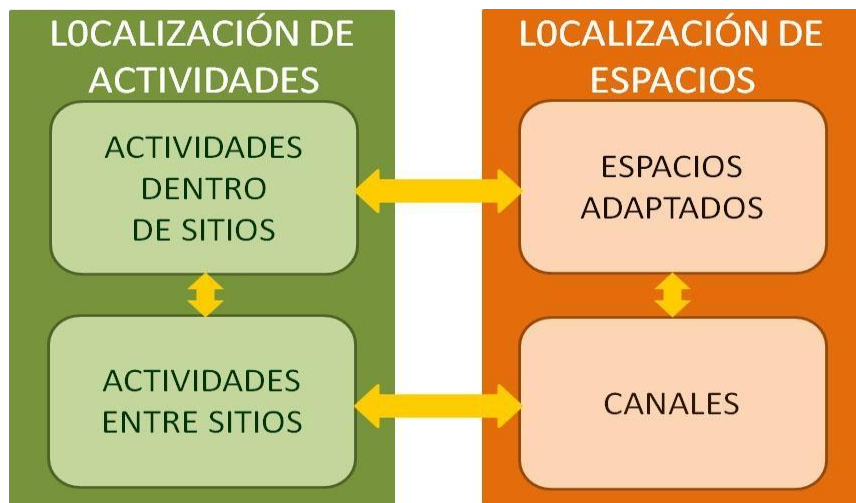 L0CALIZACIÓN DE
ACTIVIDADES
ACTIVIDADES
DENTRO
DE SITIOS
ACTIVIDADES
ENTRE SITIOS
L0CALIZACIÓN DE
ESPACIOS
ESPACIOS
ADAPTADOS
CANALES